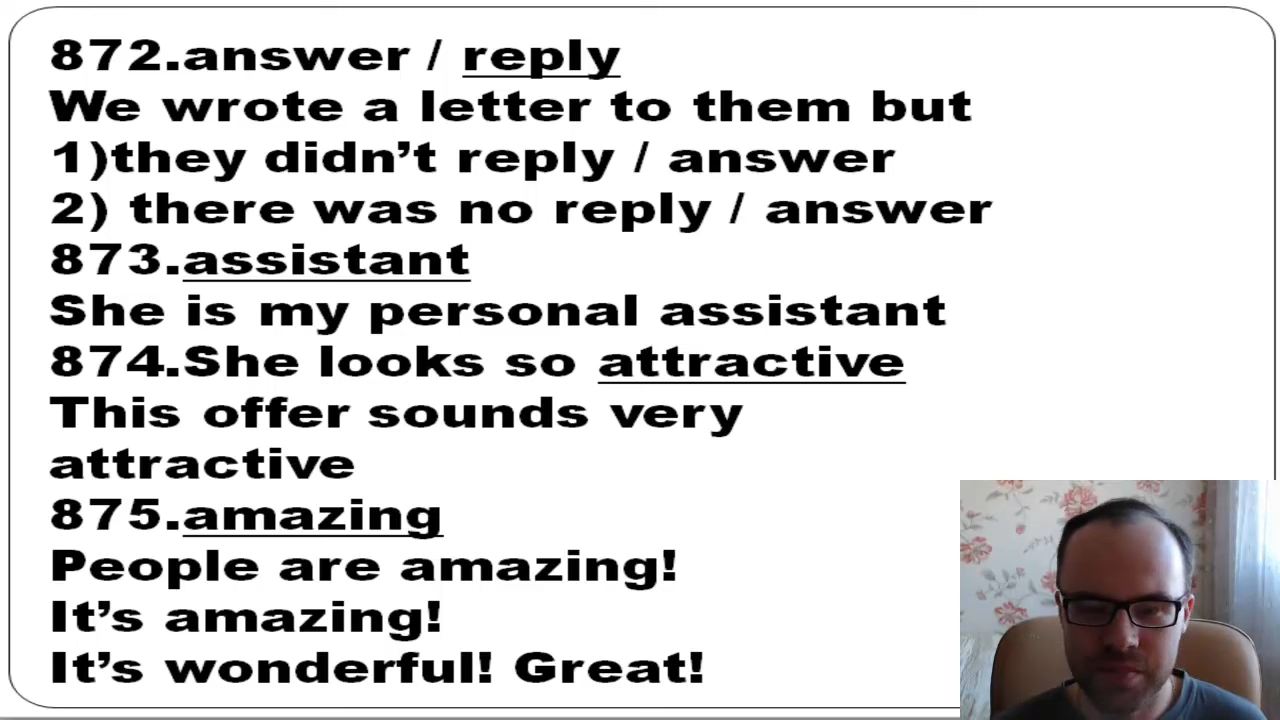 872.answer / reply
We wrote a letter to them but
1)they didn’t reply / answer
2) there was no reply / answer
873.assistant
She is my personal assistant
874.She looks so attractive
This offer sounds very
attractive
875.amazing
People are amazing!
It’s amazing!
It’s wonderful! Great!